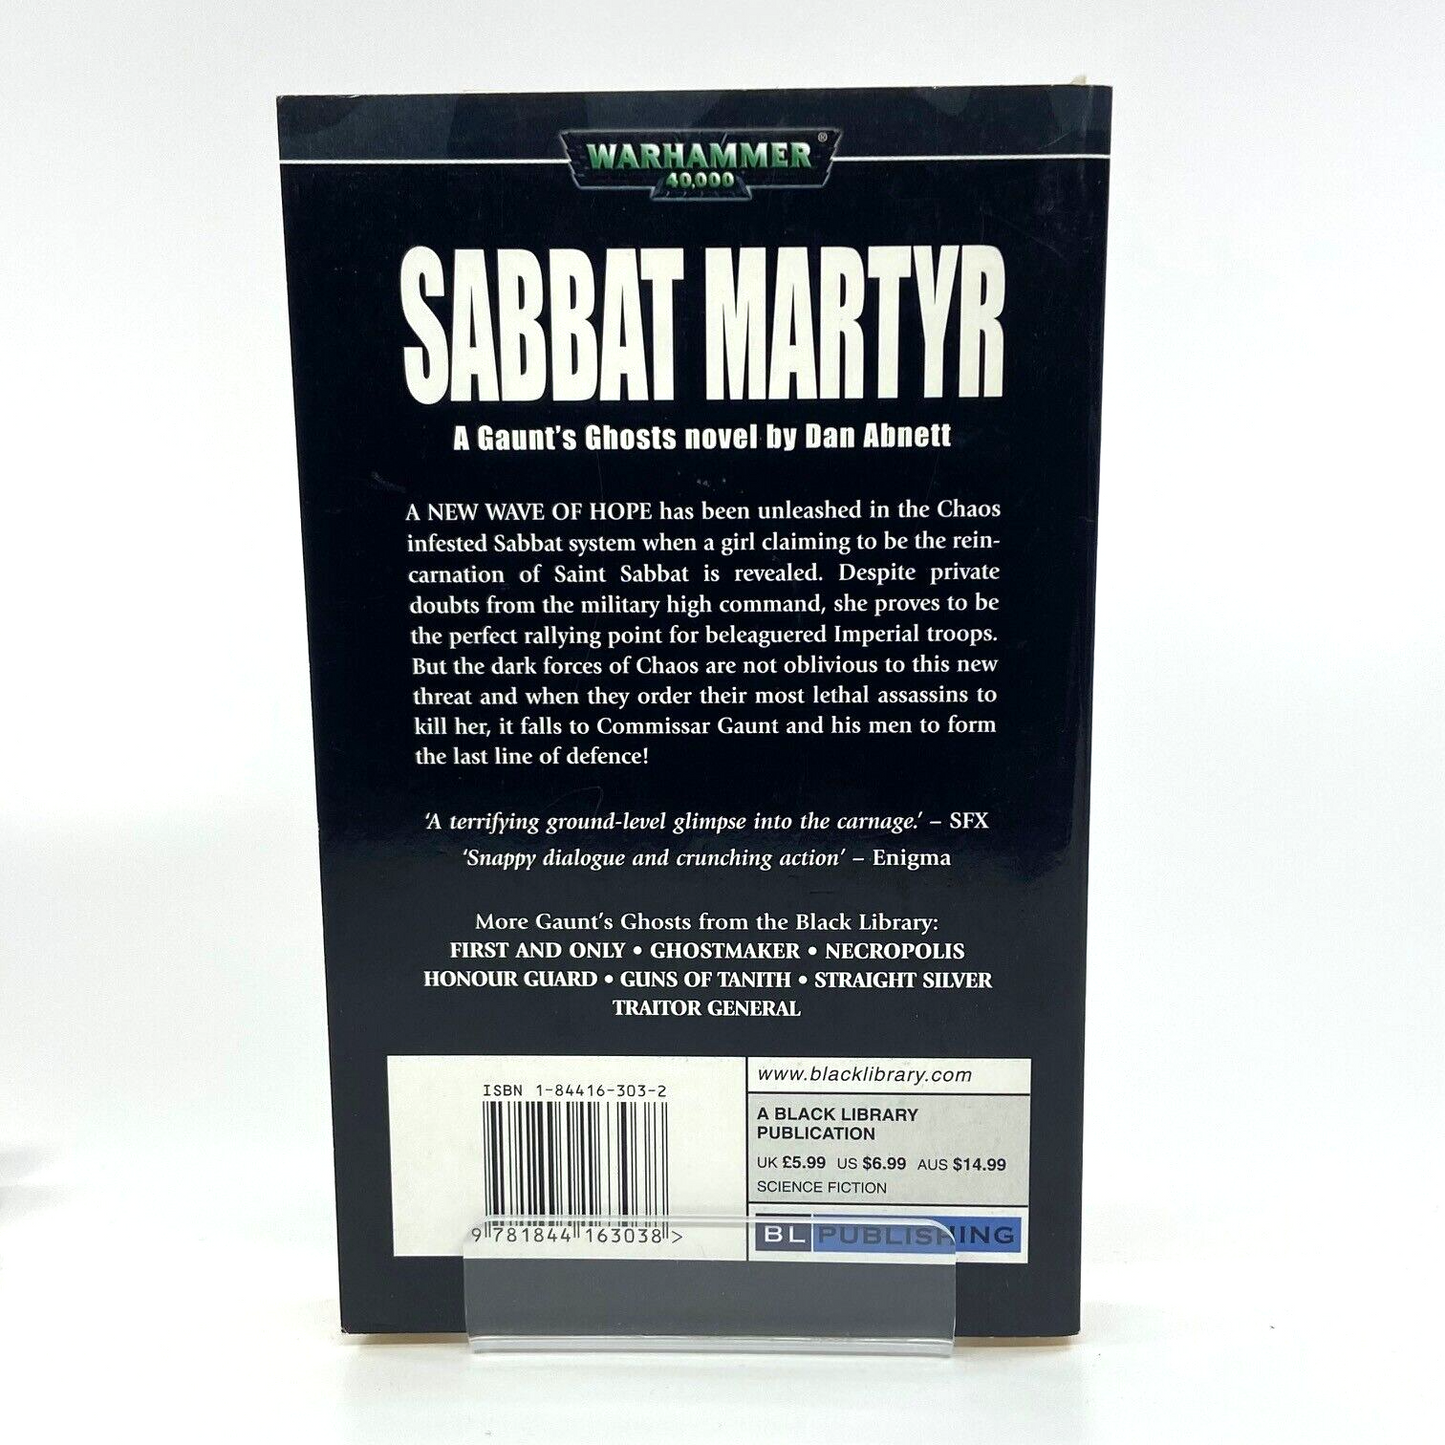 WARHAMMER®
40,000
SABBAT MARTYR
A Gaunt's Ghosts novel by Dan Abnett
A NEW WAVE OF HOPE has been unleashed in the Chaos
infested Sabbat system when a girl claiming to be the rein-
carnation of Saint Sabbat is revealed. Despite private
doubts from the military high command, she proves to be
the perfect rallying point for beleaguered Imperial troops.
But the dark forces of Chaos are not oblivious to this new
threat and when they order their most lethal assassins to
kill her, it falls to Commissar Gaunt and his men to form
the last line of defence!
'A terrifying ground-level glimpse into the carnage.' – SFX
'Snappy dialogue and crunching action' – Enigma
More Gaunt's Ghosts from the Black Library:
FIRST AND ONLY • GHOSTMAKER • NECROPOLIS
HONOUR GUARD • GUNS OF TANITH • STRAIGHT SILVER
TRAITOR GENERAL
ISBN 1-84416-303-2
9 781844 163038 >
www.blacklibrary.com
A BLACK LIBRARY
PUBLICATION
UK £5.99 US $6.99 AUS $14.99
SCIENCE FICTION
BL PUBLISHING